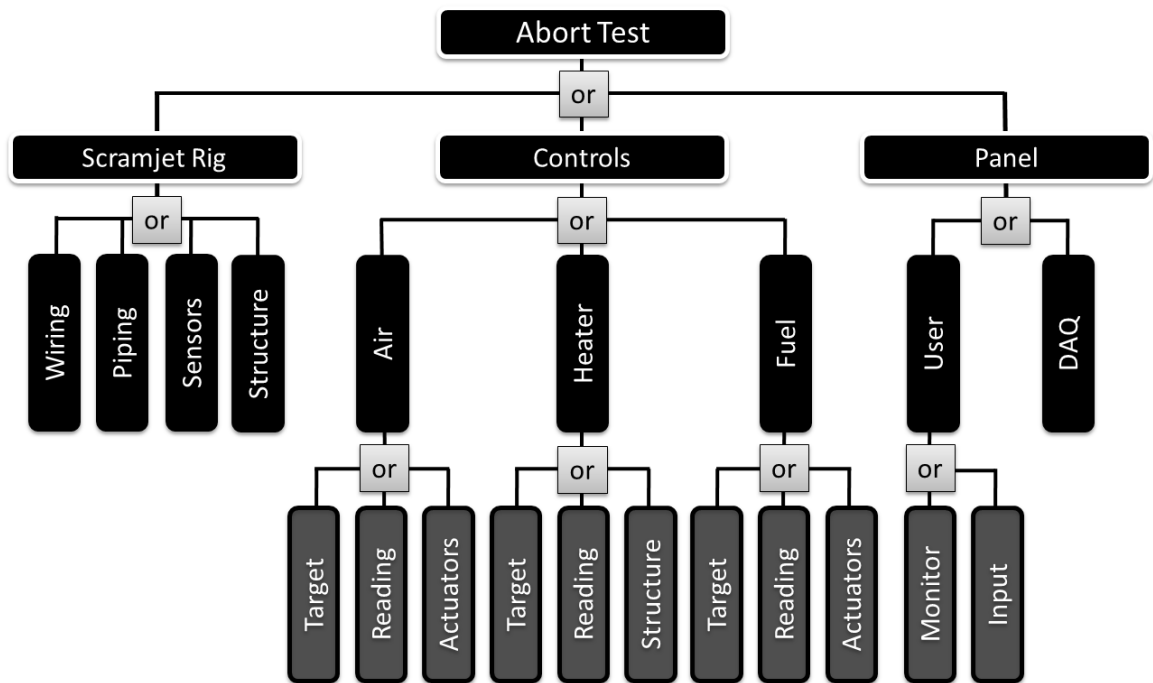 Abort Test
or
Scramjet Rig
Controls
Panel
or
or
or
Wiring
Piping
Sensors
Structure
Air
Heater
Fuel
User
DAQ
or
or
or
or
Target
Reading
Actuators
Target
Reading
Structure
Target
Reading
Actuators
Monitor
Input